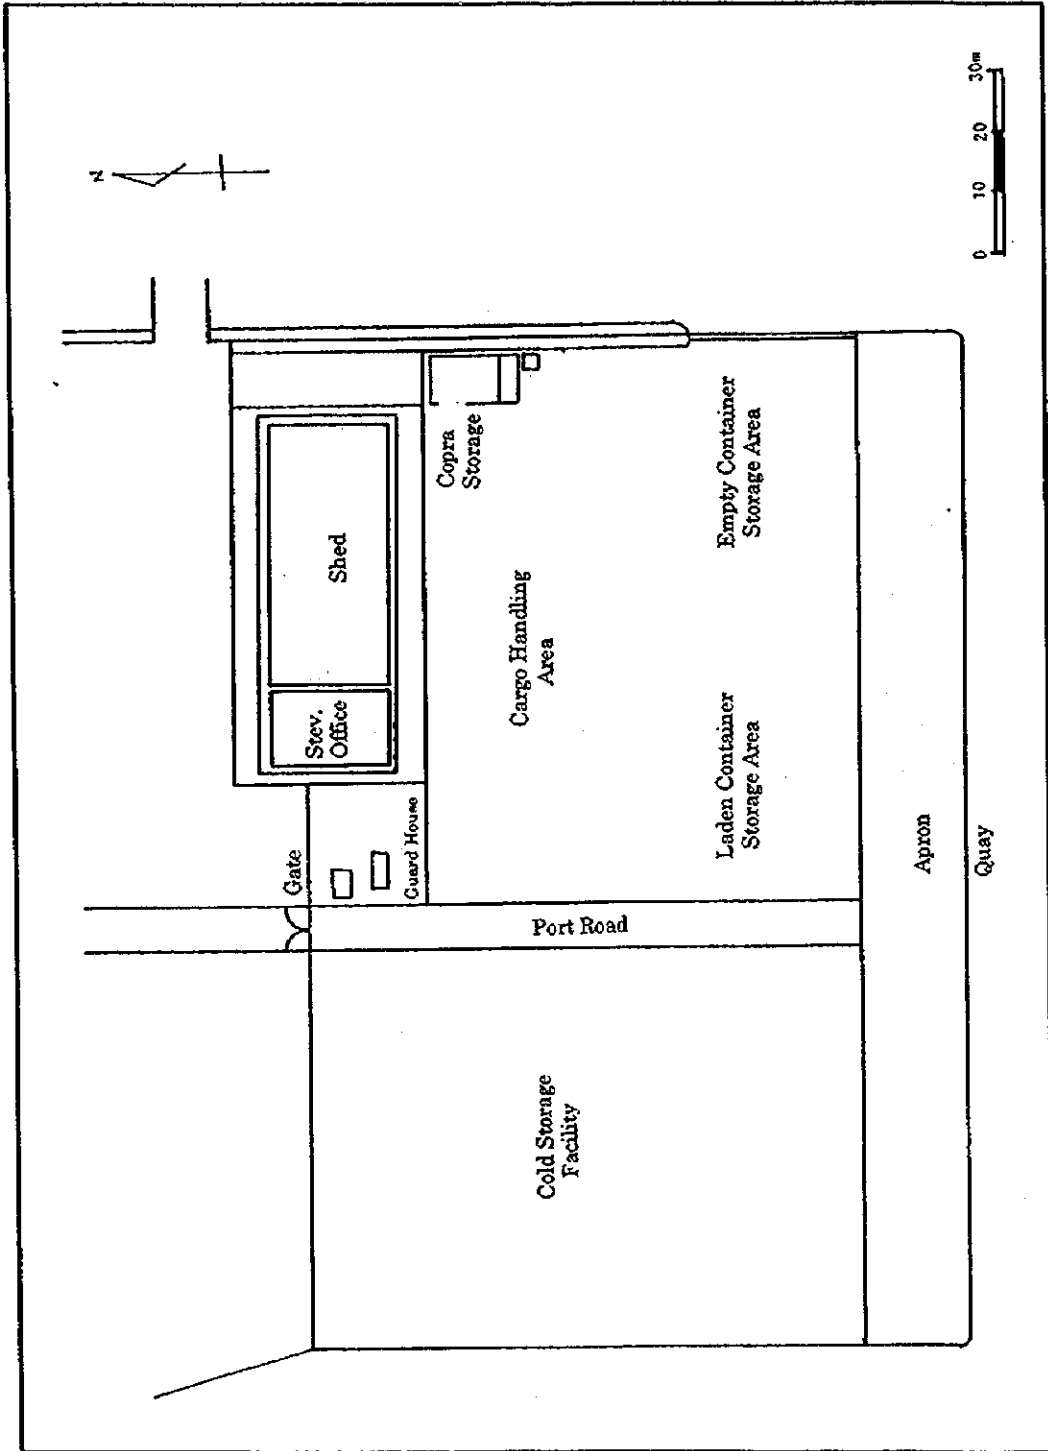 N
0 10 20 30m
Gate
Stev.
Office
Shed
Guard House
Copra
Storage
Cargo Handling
Area
Port Road
Cold Storage
Facility
Laden Container
Storage Area
Empty Container
Storage Area
Apron
Quay